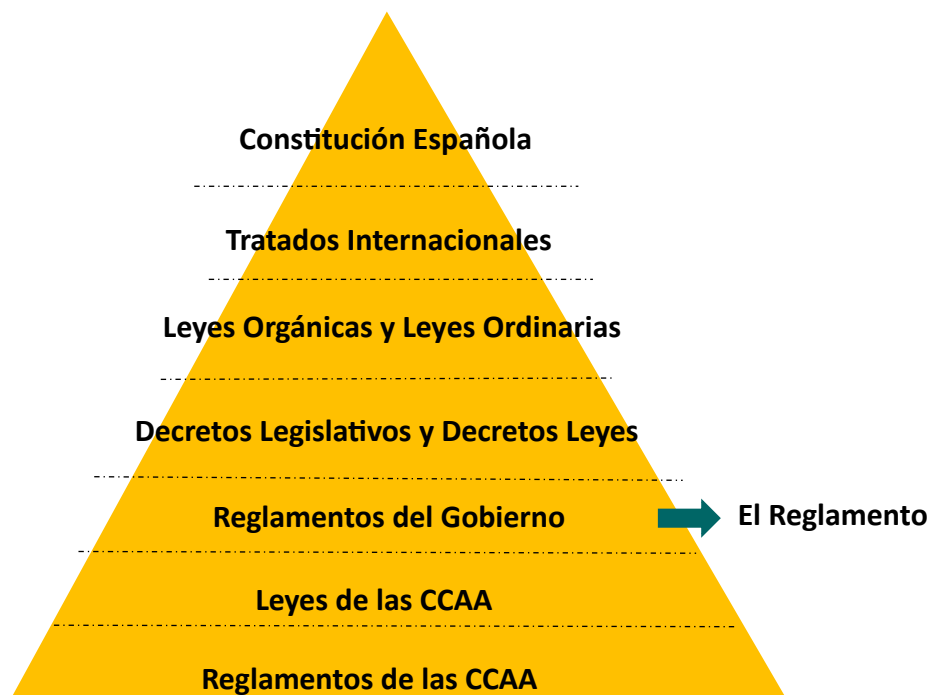 Constitución Española
Tratados Internacionales
Leyes Orgánicas y Leyes Ordinarias
Decretos Legislativos y Decretos Leyes
Reglamentos del Gobierno
El Reglamento
Leyes de las CCAA
Reglamentos de las CCAA